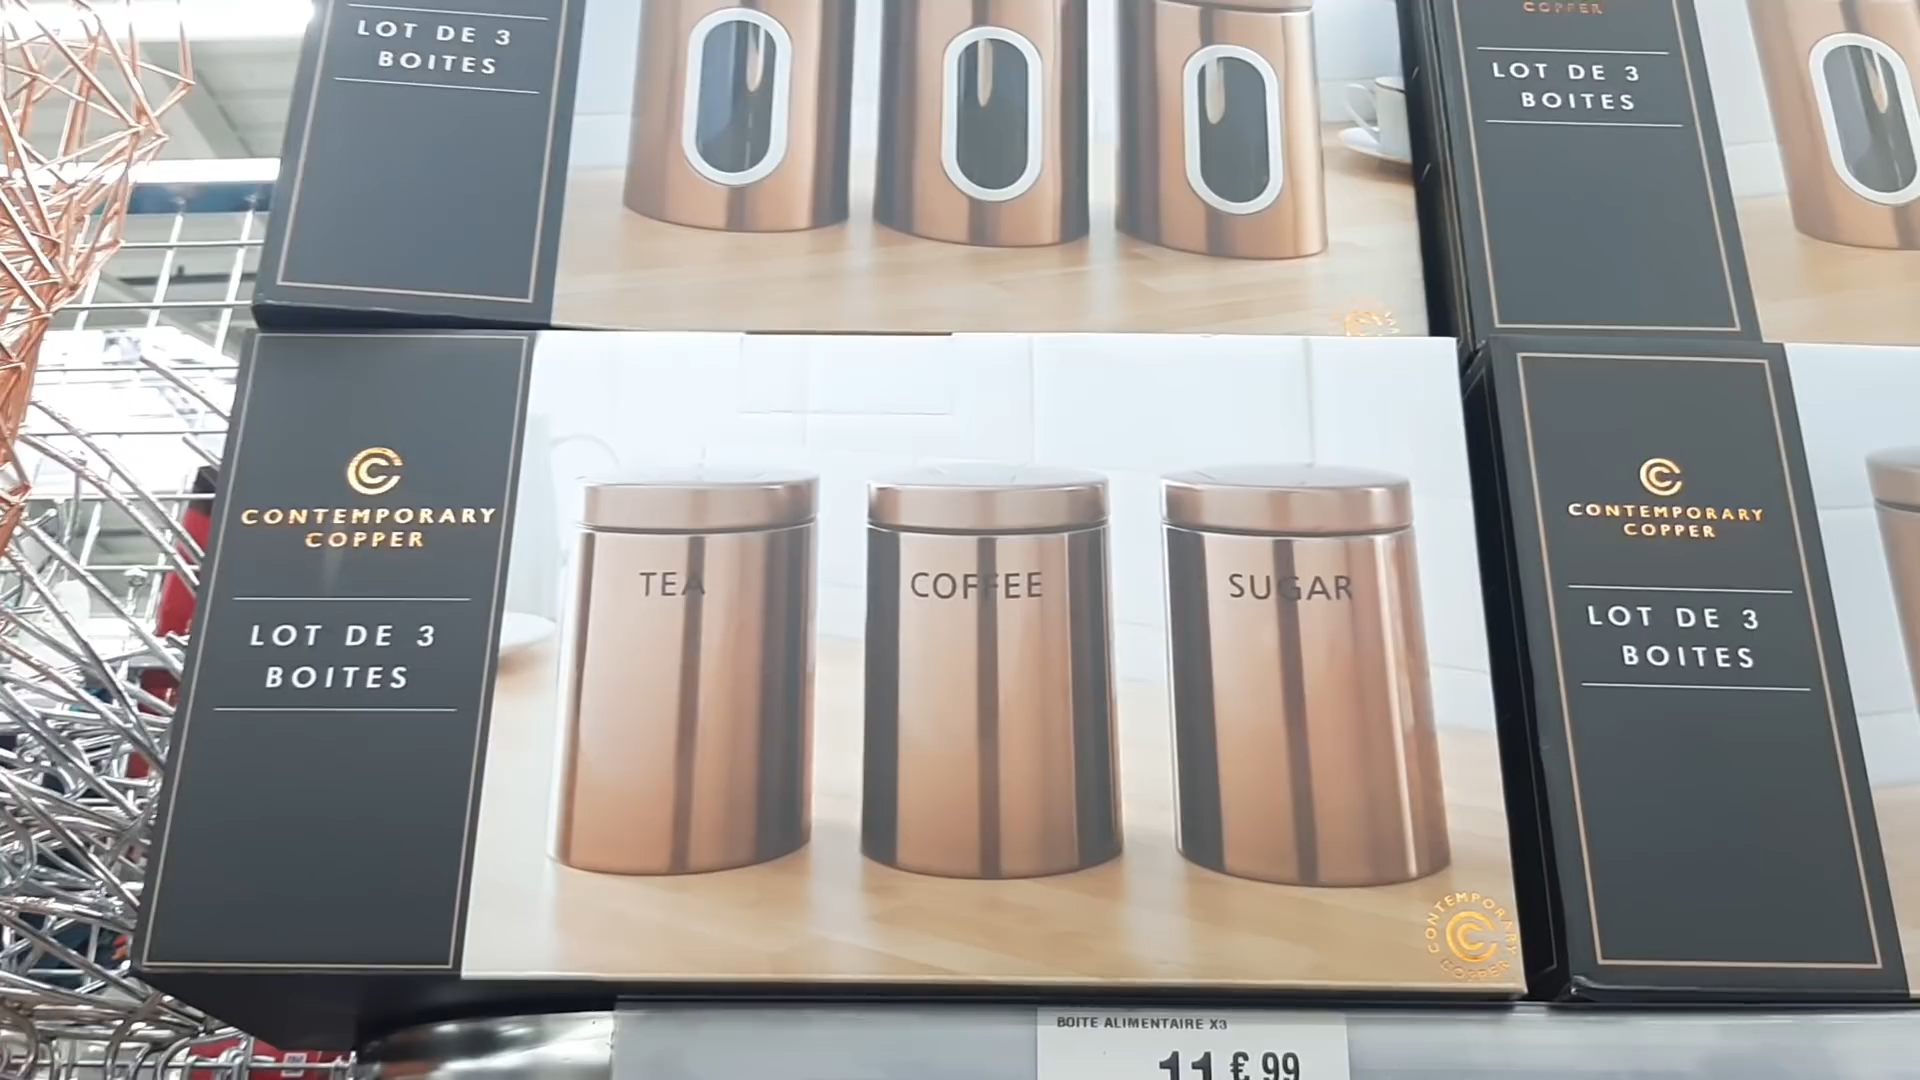 LOT DE 3
BOITES
COPPER
LOT DE 3
BOITES
CONTEMPORARY
COPPER
LOT DE 3
BOITES
TEA
COFFEE
SUGAR
CONTEMPORARY
COPPER
CONTEMPORARY
COPPER
LOT DE 3
BOITES
BOITE ALIMENTAIRE X3
11 € 99